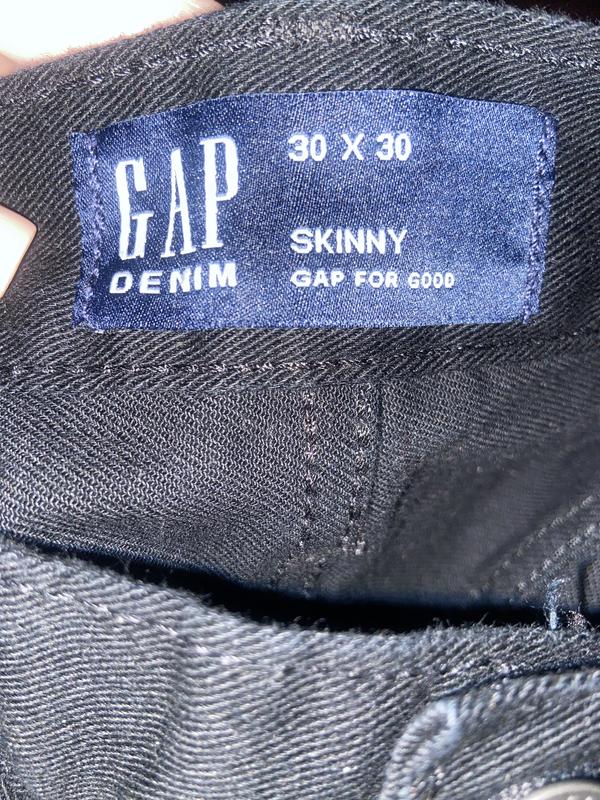 GAP
DENIM
30 X 30
SKINNY
GAP FOR GOOD